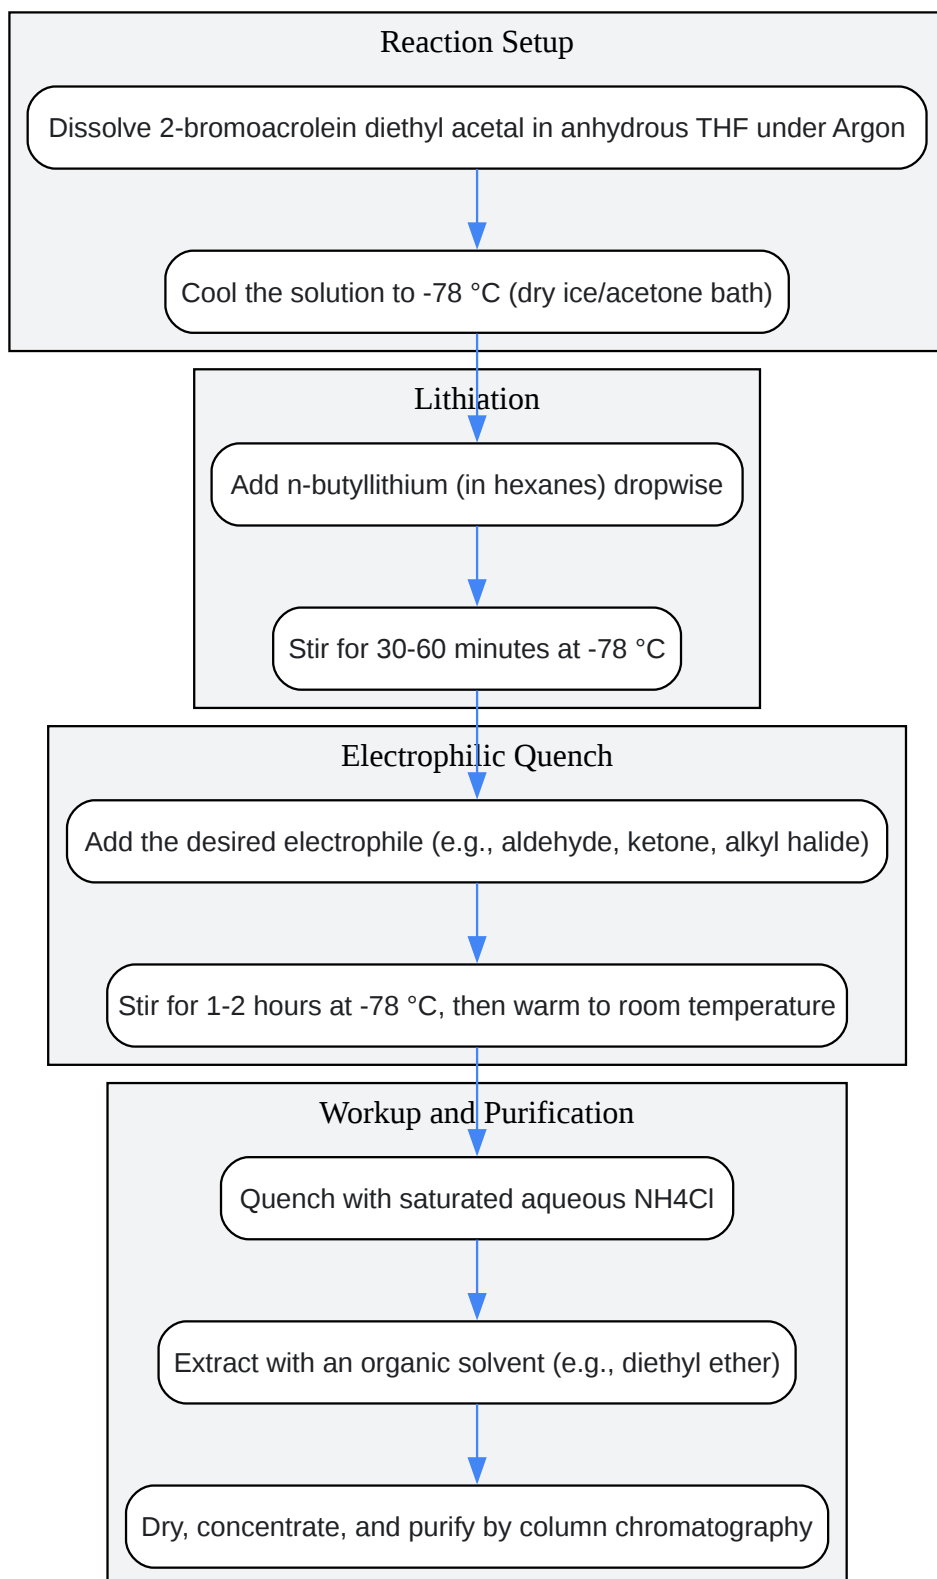 Reaction Setup
Dissolve 2-bromoacrolein diethyl acetal in anhydrous THF under Argon
Cool the solution to -78 °C (dry ice/acetone bath)
Lithiation
Add n-butyllithium (in hexanes) dropwise
Stir for 30-60 minutes at -78 °C
Electrophilic Quench
Add the desired electrophile (e.g., aldehyde, ketone, alkyl halide)
Stir for 1-2 hours at -78 °C, then warm to room temperature
Workup and Purification
Quench with saturated aqueous NH4Cl
Extract with an organic solvent (e.g., diethyl ether)
Dry, concentrate, and purify by column chromatography